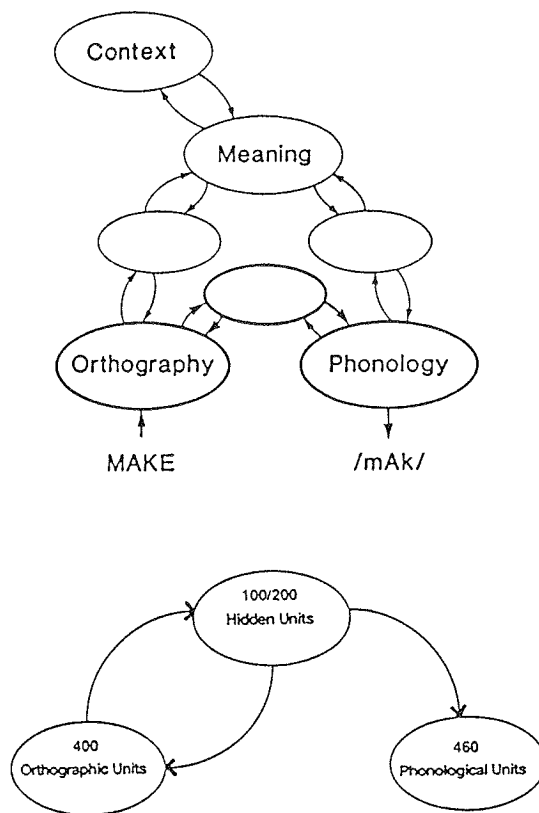 Context
Meaning
Orthography
Phonology
MAKE
/mAk/
100/200
Hidden Units
400
Orthographic Units
460
Phonological Units